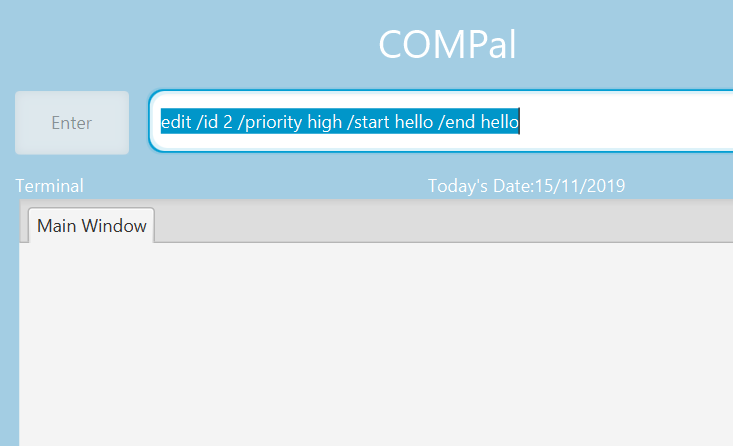 COMPal
Enter
edit /id 2 /priority high /start hello /end hello
Terminal
Today's Date:15/11/2019
Main Window